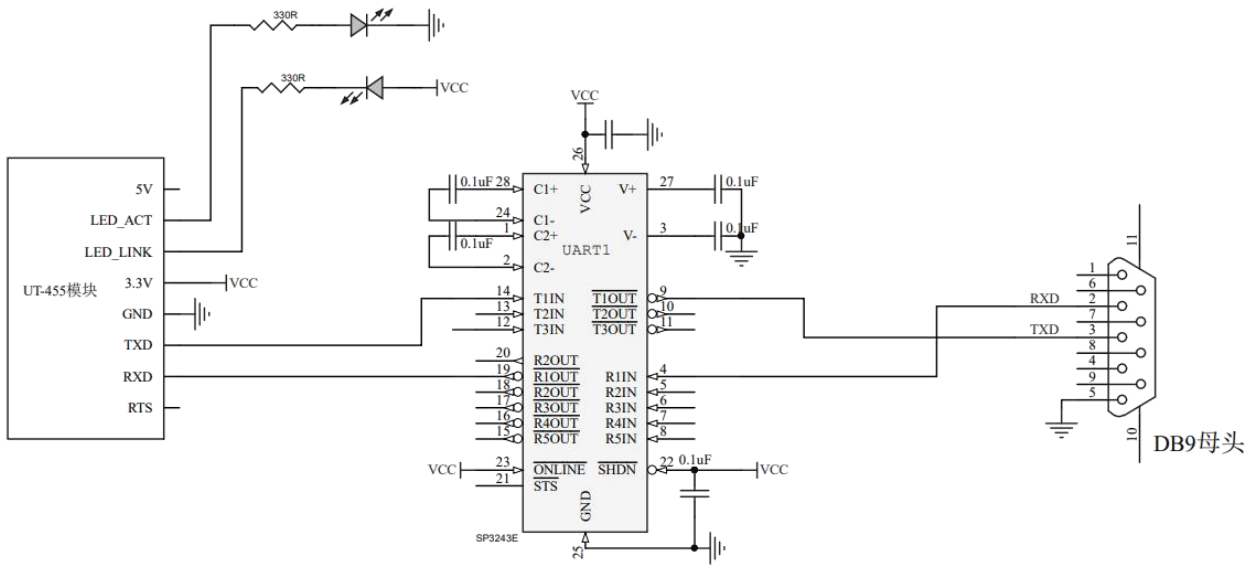 330R
330R
VCC
VCC
26
5V
LED_ACT
LED_LINK
3.3V
VCC
UT-455模块
GND
TXD
RXD
RTS
0.1uF
28
C1+
24
C1-
1
C2+
0.1uF
2
C2-
VCC
UART1
V+
27
0.1uF
V-
3
0.1uF
14
T1IN
13
T2IN
12
T3IN
T1OUT
9
T2OUT
10
T3OUT
11
20
R2OUT
19
R1OUT
18
R2OUT
17
R3OUT
16
R4OUT
15
R5OUT
R1IN
4
R2IN
5
R3IN
6
R4IN
7
R5IN
8
VCC
23
ONLINE
21
STS
SHDN
22
0.1uF
VCC
GND
SP3243E
25
11
1
6
RXD
2
7
TXD
3
8
4
9
5
10
DB9母头